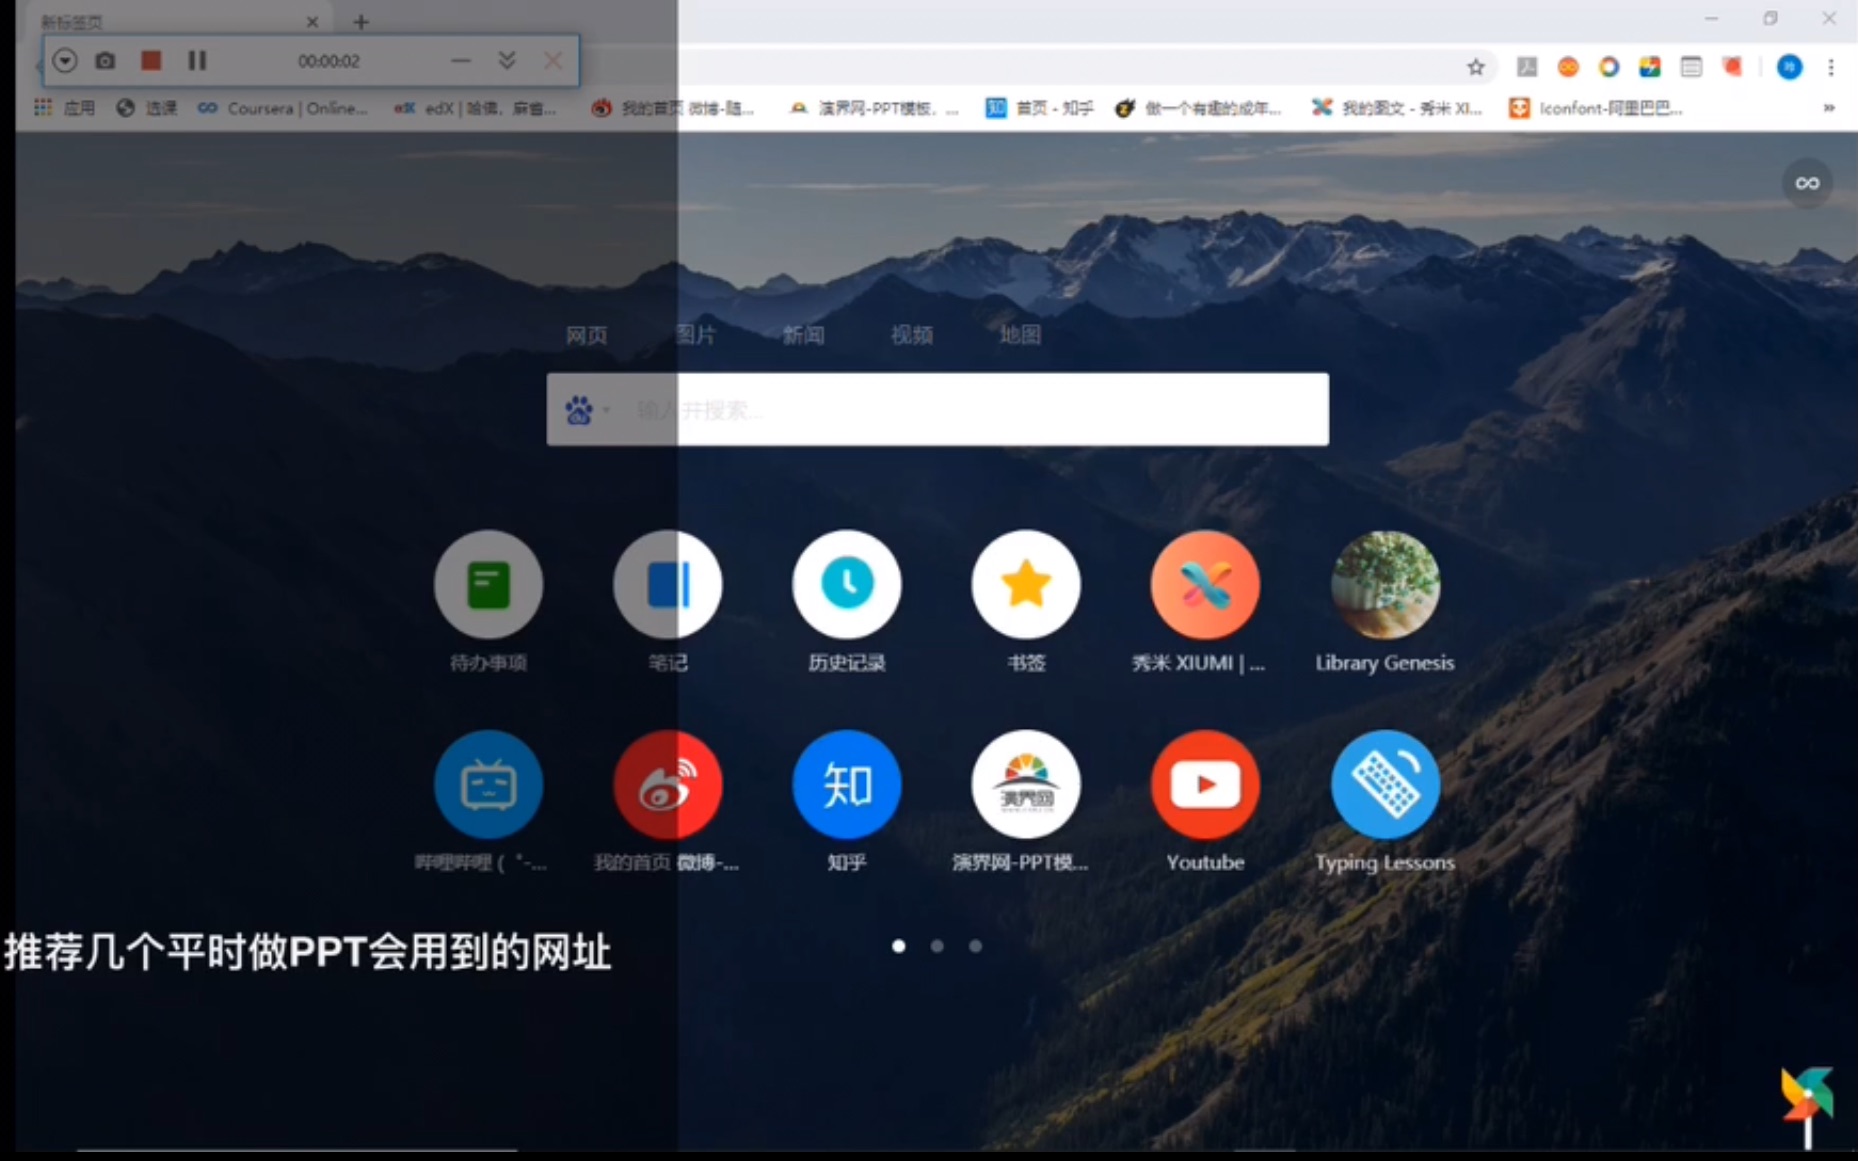 新标签页
00:00:02
应用 选课 Coursera | Online... edX | 哈佛，麻省... 我的首页 微博-随... 演界网-PPT模板，... 首页 - 知乎 做一个有趣的成年... 我的图文 - 秀米 XI... Iconfont-阿里巴巴...
网页 图片 新闻 视频 地图
输入并搜索...
待办事项 笔记 历史记录 书签 秀米 XIUMI | ... Library Genesis
知 演界网
哔哩哔哩 ( ゜-... 我的首页 微博-... 知乎 演界网-PPT模... Youtube Typing Lessons
推荐几个平时做PPT会用到的网址